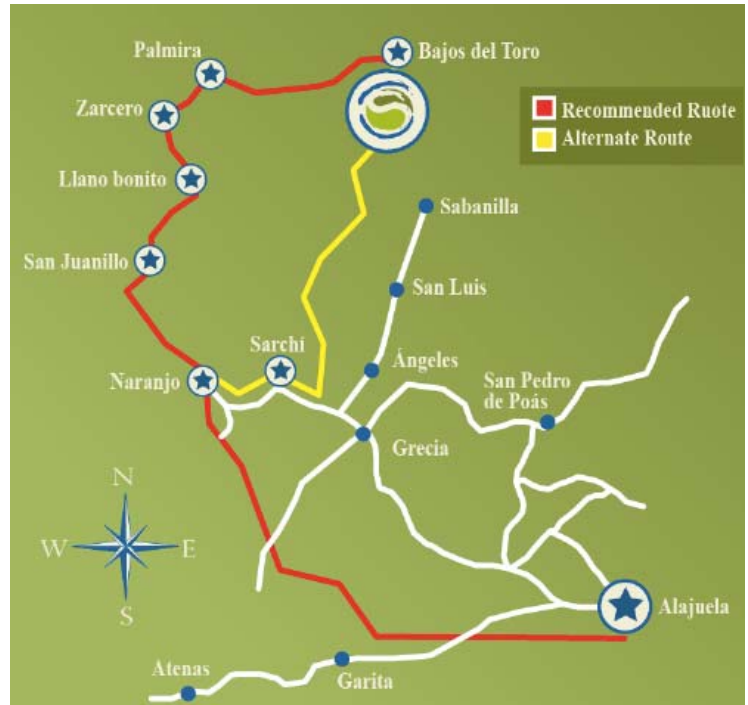 Palmira
Bajos del Toro
Zarcero
Recommended Ruote
Alternate Route
Llano bonito
Sabanilla
San Juanillo
San Luis
Sarchí
Ángeles
Naranjo
San Pedro
de Poás
Grecia
N
W
E
S
Alajuela
Atenas
Garita